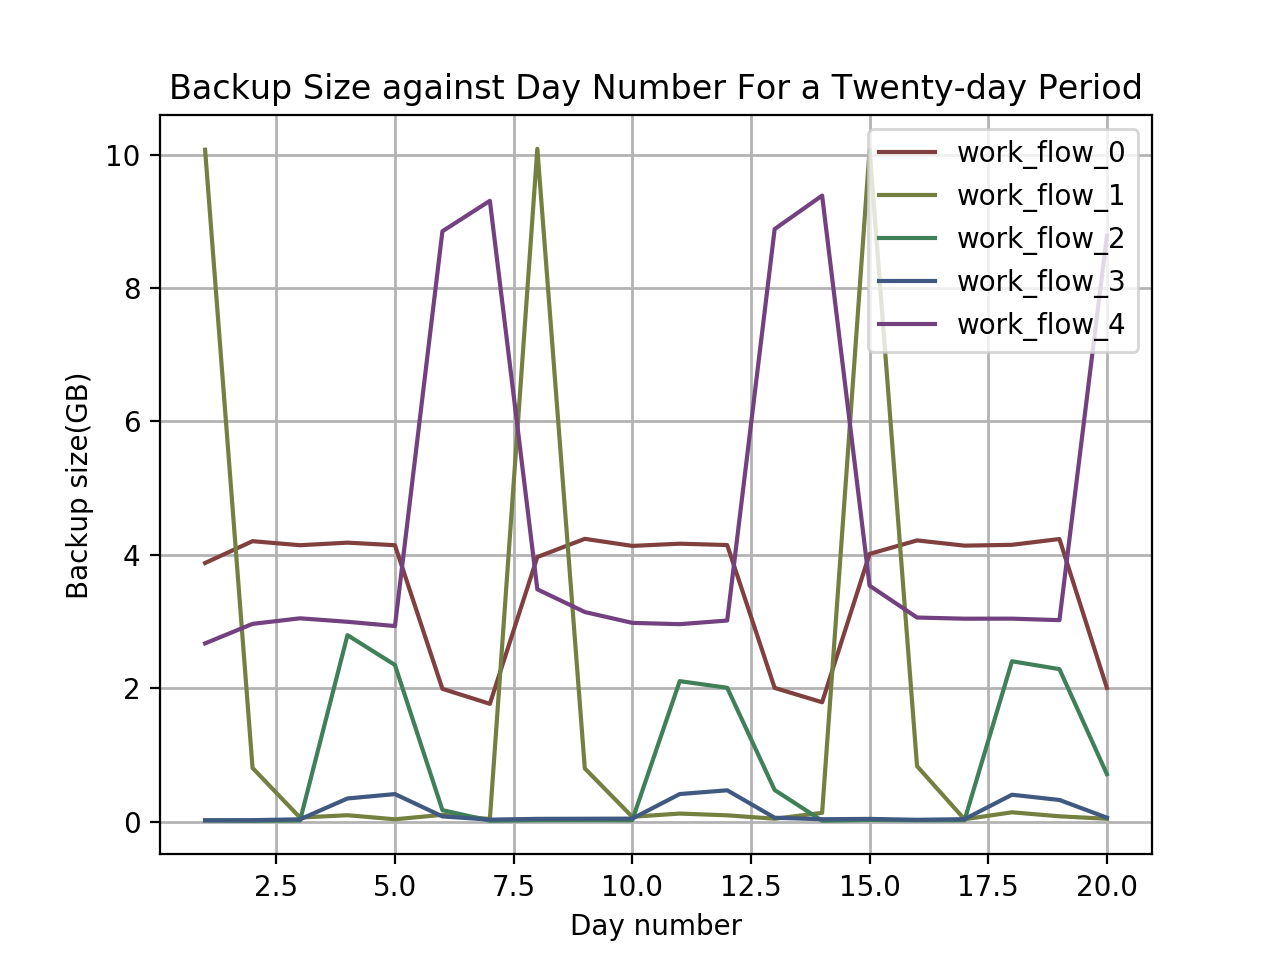 Backup Size against Day Number For a Twenty-day Period
work_flow_0
work_flow_1
work_flow_2
work_flow_3
work_flow_4
Backup size(GB)
10
8
6
4
2
0
2.5 5.0 7.5 10.0 12.5 15.0 17.5 20.0
Day number